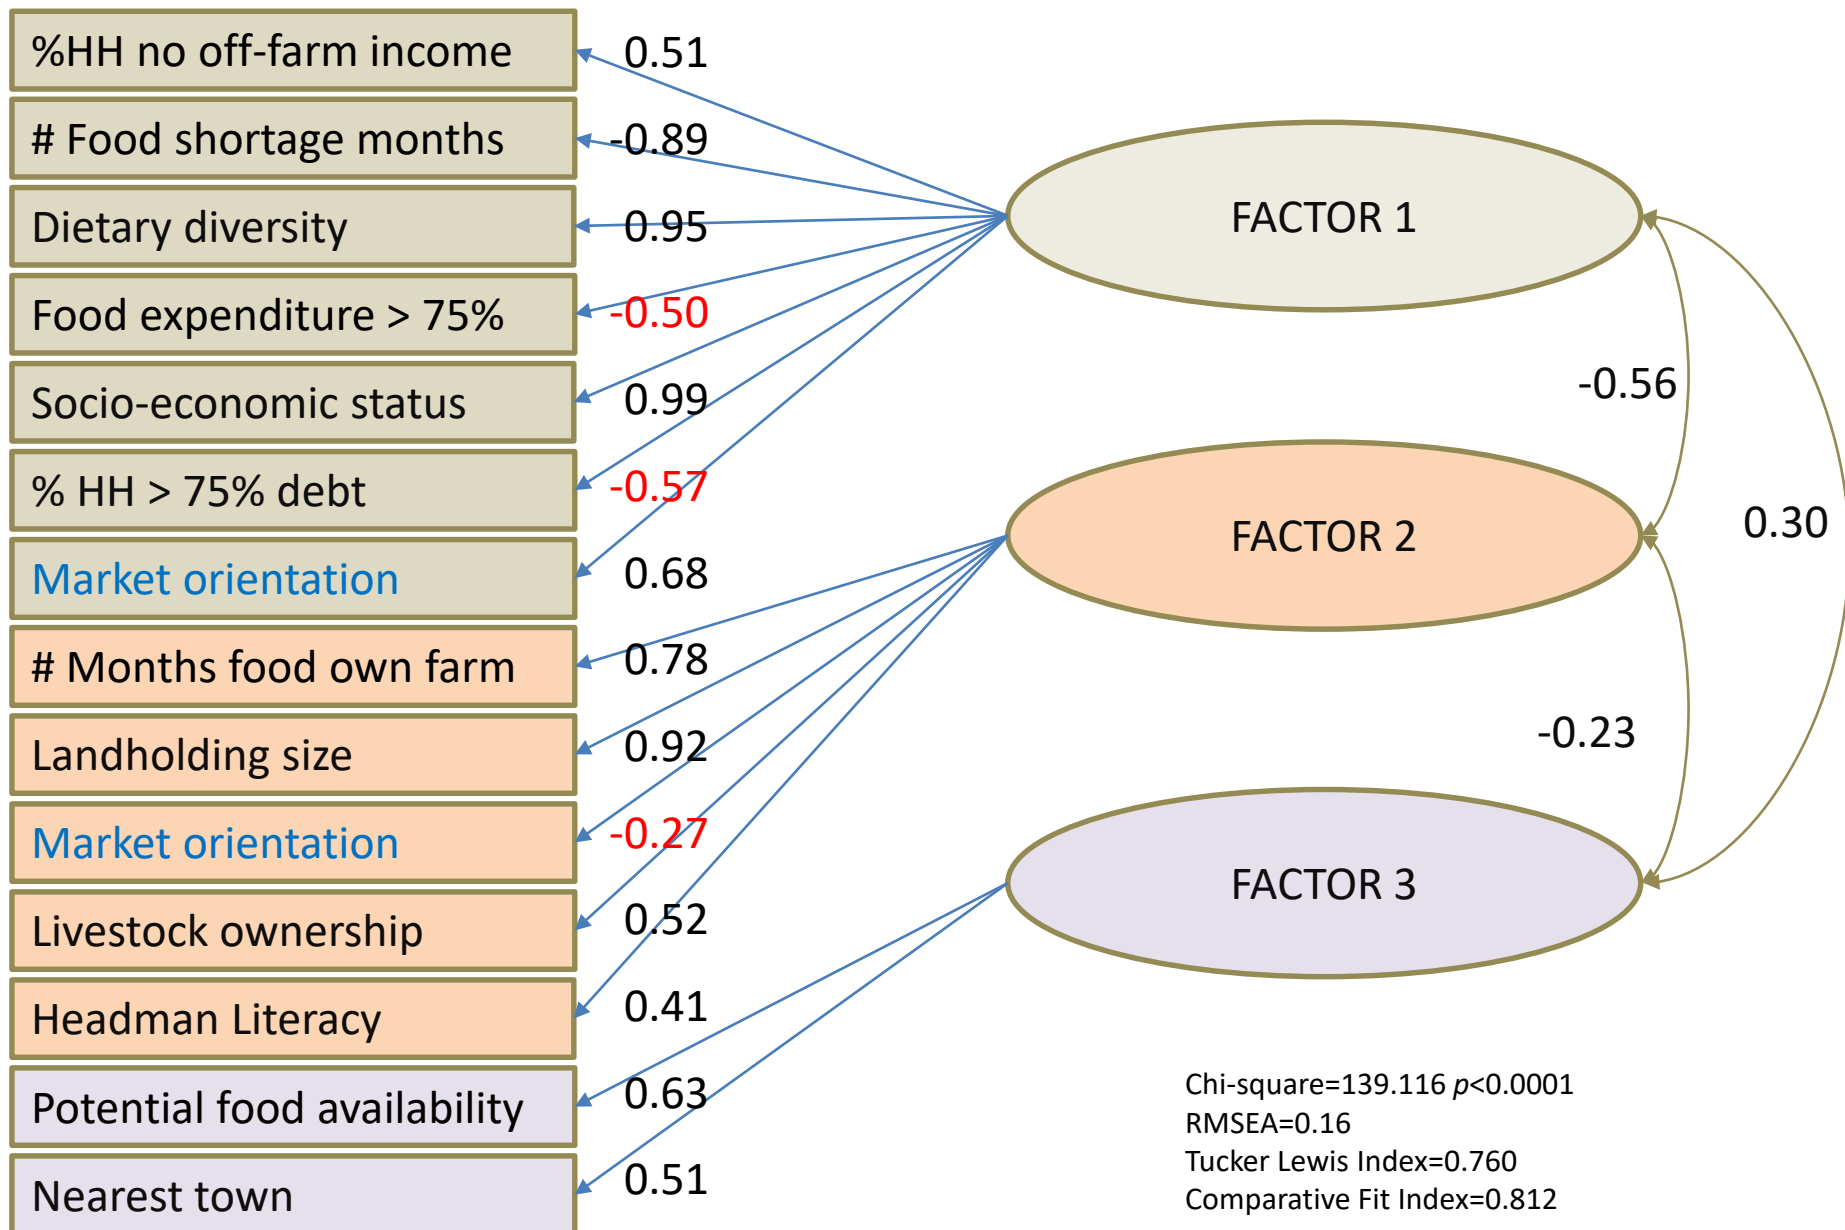 %HH no off-farm income
0.51
# Food shortage months
-0.89
Dietary diversity
0.95
Food expenditure > 75%
-0.50
Socio-economic status
0.99
% HH > 75% debt
-0.57
Market orientation
0.68
# Months food own farm
0.78
Landholding size
0.92
Market orientation
-0.27
Livestock ownership
0.52
Headman Literacy
0.41
Potential food availability
0.63
Nearest town
0.51
FACTOR 1
-0.56
FACTOR 2
0.30
-0.23
FACTOR 3
Chi-square=139.116 p<0.0001
RMSEA=0.16
Tucker Lewis Index=0.760
Comparative Fit Index=0.812